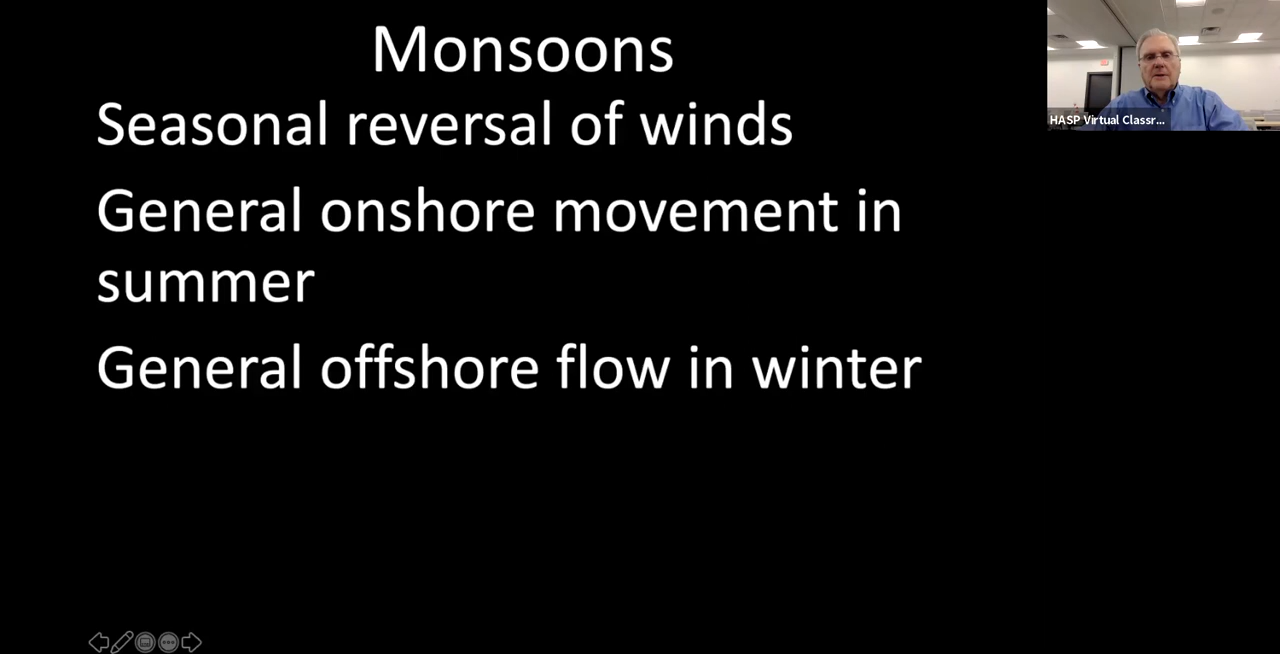 Monsoons
Seasonal reversal of winds
General onshore movement in
summer
General offshore flow in winter
HASP Virtual Classr...